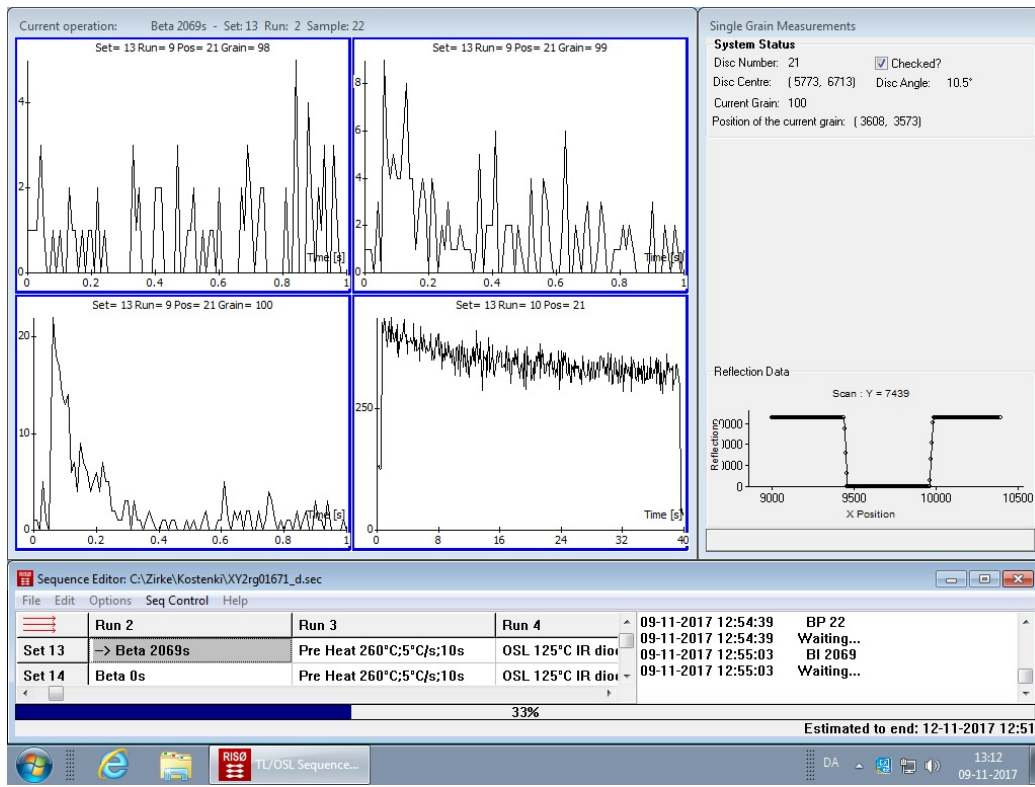 Current operation: Beta 2069s - Set: 13 Run: 2 Sample: 22
Set= 13 Run= 9 Pos= 21 Grain= 98
4
2
0
Time [s]
0 0.2 0.4 0.6 0.8 1
Set= 13 Run= 9 Pos= 21 Grain= 99
8
6
4
2
0
Time [s]
0 0.2 0.4 0.6 0.8 1
Set= 13 Run= 9 Pos= 21 Grain= 100
20
10
0
Time [s]
0 0.2 0.4 0.6 0.8 1
Set= 13 Run= 10 Pos= 21
250
0
Time [s]
0 8 16 24 32 40
Single Grain Measurements
System Status
Disc Number: 21 Checked?
Disc Centre: ( 5773, 6713) Disc Angle: 10.5°
Current Grain: 100
Position of the current grain: ( 3608, 3573)
Reflection Data
Scan : Y = 7439
Reflection
0000
0000
0000
0
9000 9500 10000 10500
X Position
RISØ Sequence Editor: C:\Zirke\Kostenki\XY2rg01671_d.sec
File Edit Options Seq Control Help
Run 2 Run 3 Run 4
Set 13 –> Beta 2069s Pre Heat 260°C;5°C/s;10s OSL 125°C IR dio
Set 14 Beta 0s Pre Heat 260°C;5°C/s;10s OSL 125°C IR dio
09-11-2017 12:54:39 BP 22
09-11-2017 12:54:39 Waiting...
09-11-2017 12:55:03 BI 2069
09-11-2017 12:55:03 Waiting...
33%
Estimated to end: 12-11-2017 12:51
RISØ TL/OSL Sequence...
DA
13:12
09-11-2017